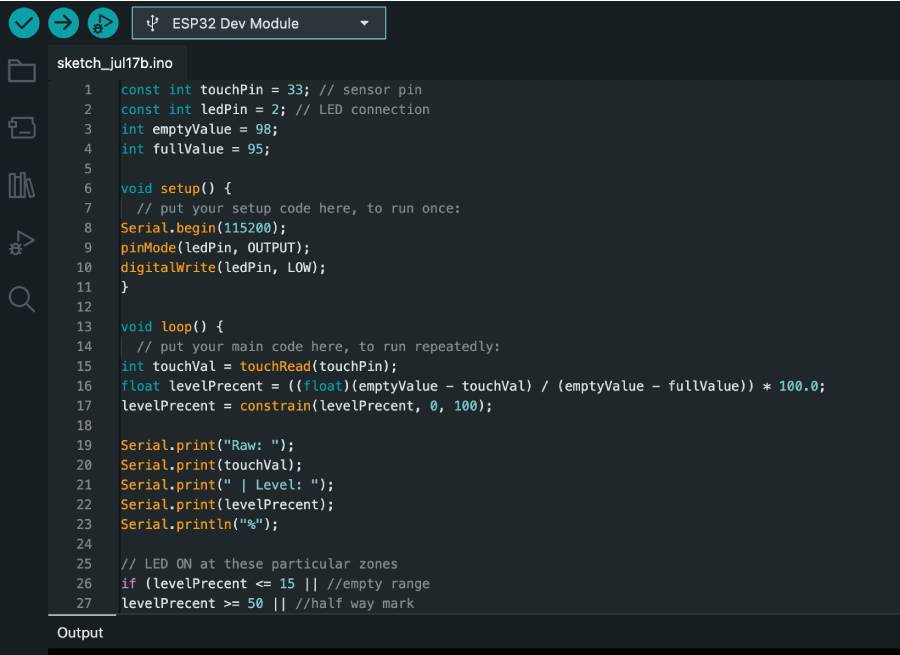 ESP32 Dev Module
sketch_jul17b.ino
1 const int touchPin = 33; // sensor pin
2 const int ledPin = 2; // LED connection
3 int emptyValue = 98;
4 int fullValue = 95;
5
6 void setup() {
7 // put your setup code here, to run once:
8 Serial.begin(115200);
9 pinMode(ledPin, OUTPUT);
10 digitalWrite(ledPin, LOW);
11 }
12
13 void loop() {
14 // put your main code here, to run repeatedly:
15 int touchVal = touchRead(touchPin);
16 float levelPrecent = ((float)(emptyValue - touchVal) / (emptyValue - fullValue)) * 100.0;
17 levelPrecent = constrain(levelPrecent, 0, 100);
18
19 Serial.print("Raw: ");
20 Serial.print(touchVal);
21 Serial.print(" | Level: ");
22 Serial.print(levelPrecent);
23 Serial.println("%");
24
25 // LED ON at these particular zones
26 if (levelPrecent <= 15 || //empty range
27 levelPrecent >= 50 || //half way mark
Output